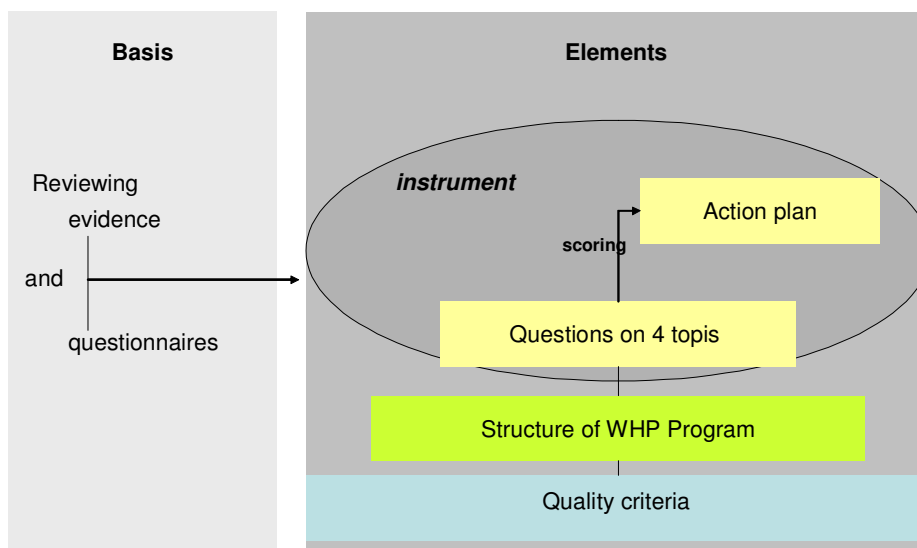 Basis
Reviewing
evidence
and
questionnaires
Elements
instrument
Action plan
scoring
Questions on 4 topis
Structure of WHP Program
Quality criteria